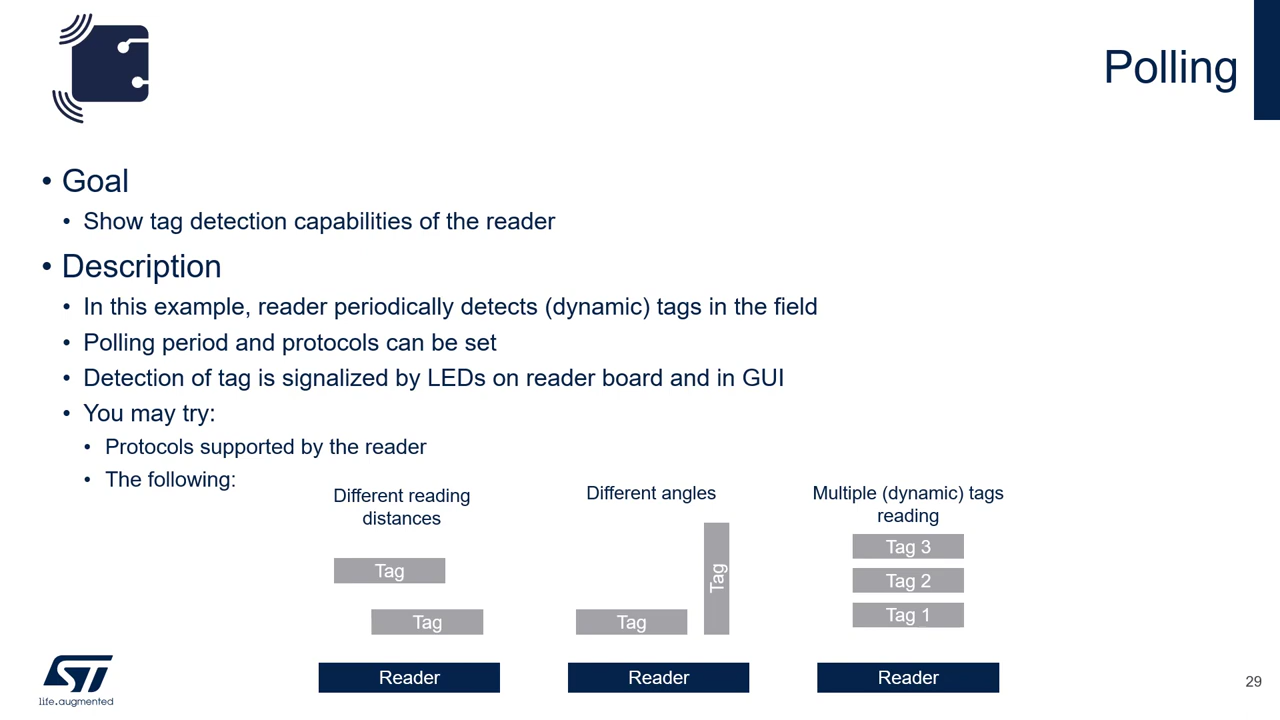 Polling
• Goal
• Show tag detection capabilities of the reader
• Description
• In this example, reader periodically detects (dynamic) tags in the field
• Polling period and protocols can be set
• Detection of tag is signalized by LEDs on reader board and in GUI
• You may try:
• Protocols supported by the reader
• The following:
Different reading
distances
Tag
Tag
Reader
Different angles
Tag
Tag
Reader
Multiple (dynamic) tags
reading
Tag 3
Tag 2
Tag 1
Reader
ST
life.augmented
29